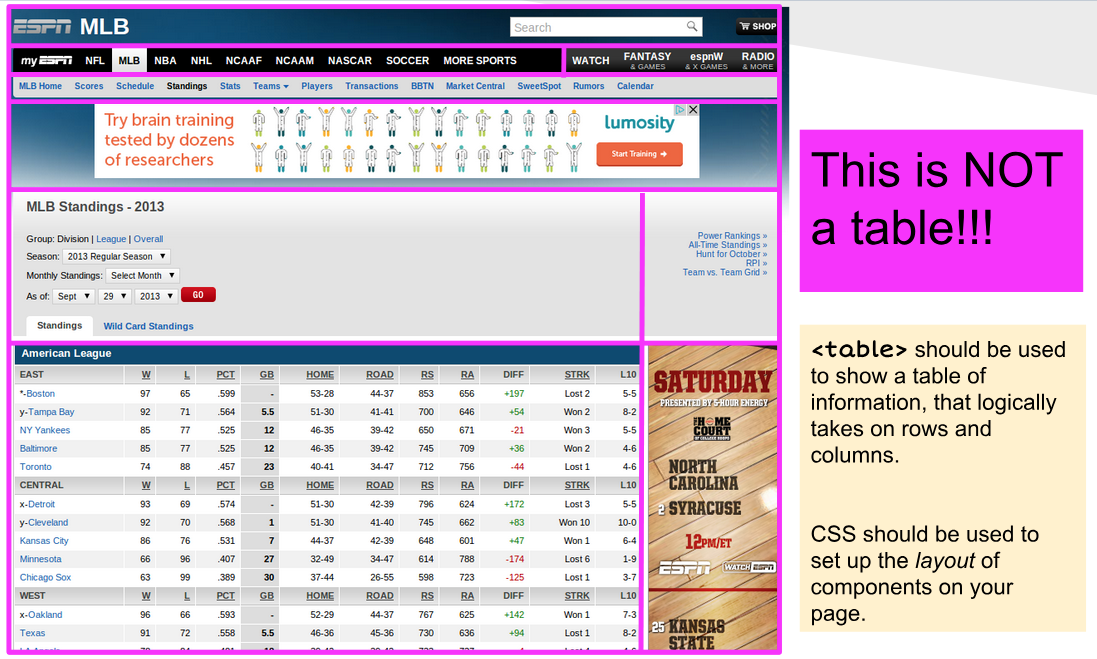 ESPN MLB
Search
SHOP
my ESPN NFL MLB NBA NHL NCAAF NCAAM NASCAR SOCCER MORE SPORTS
WATCH FANTASY & GAMES espnW & X GAMES RADIO & MORE
MLB Home Scores Schedule Standings Stats Teams Players Transactions BBTN Market Central SweetSpot Rumors Calendar
Try brain training
tested by dozens
of researchers
lumosity
Start Training →
MLB Standings - 2013
Group: Division | League | Overall
Season: 2013 Regular Season
Monthly Standings: Select Month
As of: Sept 29 2013 GO
Power Rankings »
All-Time Standings »
Hunt for October »
RPI »
Team vs. Team Grid »
Standings Wild Card Standings
American League
EAST W L PCT GB HOME ROAD RS RA DIFF STRK L10
*-Boston 97 65 .599 - 53-28 44-37 853 656 +197 Lost 2 5-5
y-Tampa Bay 92 71 .564 5.5 51-30 41-41 700 646 +54 Won 2 8-2
NY Yankees 85 77 .525 12 46-35 39-42 650 671 -21 Won 3 5-5
Baltimore 85 77 .525 12 46-35 39-42 745 709 +36 Won 2 4-6
Toronto 74 88 .457 23 40-41 34-47 712 756 -44 Lost 1 4-6
CENTRAL W L PCT GB HOME ROAD RS RA DIFF STRK L10
x-Detroit 93 69 .574 - 51-30 42-39 796 624 +172 Lost 3 5-5
y-Cleveland 92 70 .568 1 51-30 41-40 745 662 +83 Won 10 10-0
Kansas City 86 76 .531 7 44-37 42-39 648 601 +47 Won 1 6-4
Minnesota 66 96 .407 27 32-49 34-47 614 788 -174 Lost 6 1-9
Chicago Sox 63 99 .389 30 37-44 26-55 598 723 -125 Lost 1 3-7
WEST W L PCT GB HOME ROAD RS RA DIFF STRK L10
x-Oakland 96 66 .593 - 52-29 44-37 767 625 +142 Won 1 7-3
Texas 91 72 .558 5.5 46-36 45-36 730 636 +94 Lost 1 8-2
SATURDAY
PRESENTED BY 5-HOUR ENERGY
HOME
COURT
OF COLLEGE HOOPS
NORTH
CAROLINA
2 SYRACUSE
12PM/ET
ESPN WATCH ESPN
25 KANSAS
STATE
This is NOT
a table!!!
<table> should be used
to show a table of
information, that logically
takes on rows and
columns.
CSS should be used to
set up the layout of
components on your
page.